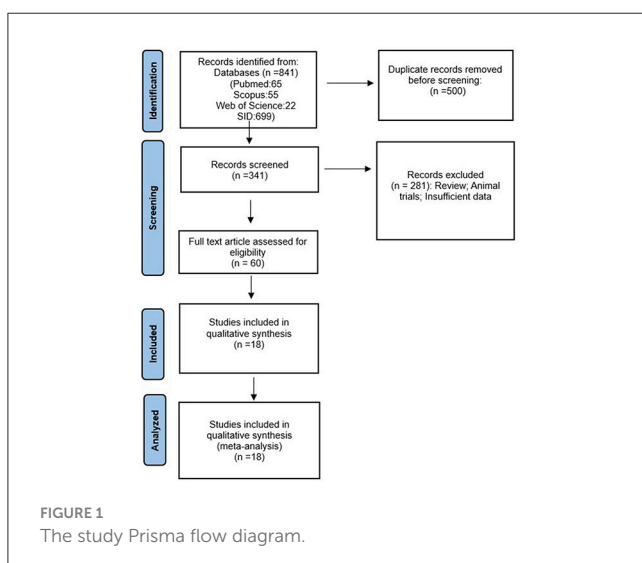 Identification
Records identified from:
Databases (n =841)
(Pubmed:65
Scopus:55
Web of Science:22
SID:699)
Duplicate records removed
before screening:
(n =500)
Screening
Records screened
(n =341)
Records excluded
(n = 281): Review; Animal
trials; Insufficient data
Full text article assessed for
eligibility
(n = 60)
Included
Studies included in
qualitative synthesis
(n =18)
Analyzed
Studies included in
qualitative synthesis
(meta-analysis)
(n =18)
FIGURE 1
The study Prisma flow diagram.